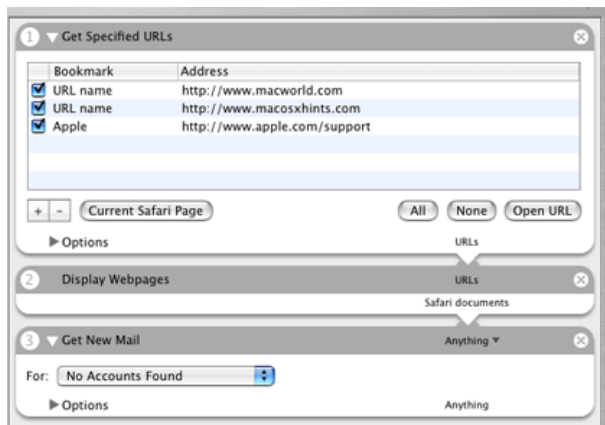 1 Get Specified URLs
Bookmark Address
URL name http://www.macworld.com
URL name http://www.macosxhints.com
Apple http://www.apple.com/support
+ - Current Safari Page All None Open URL
Options URLs
2 Display Webpages URLs
Safari documents
3 Get New Mail Anything
For: No Accounts Found
Options Anything